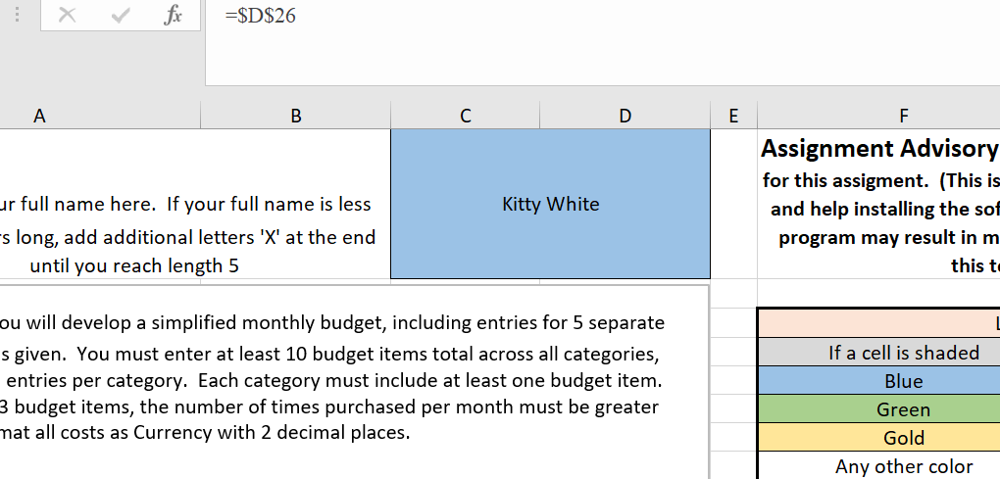 fx =$D$26
A B C D E F
Assignment Advisory
for this assigment. (This is
ur full name here. If your full name is less
Kitty White
and help installing the sof
rs long, add additional letters 'X' at the end
program may result in m
until you reach length 5
this t
ou will develop a simplified monthly budget, including entries for 5 separate
s given. You must enter at least 10 budget items total across all categories,
entries per category. Each category must include at least one budget item.
3 budget items, the number of times purchased per month must be greater
mat all costs as Currency with 2 decimal places.
L
If a cell is shaded
Blue
Green
Gold
Any other color